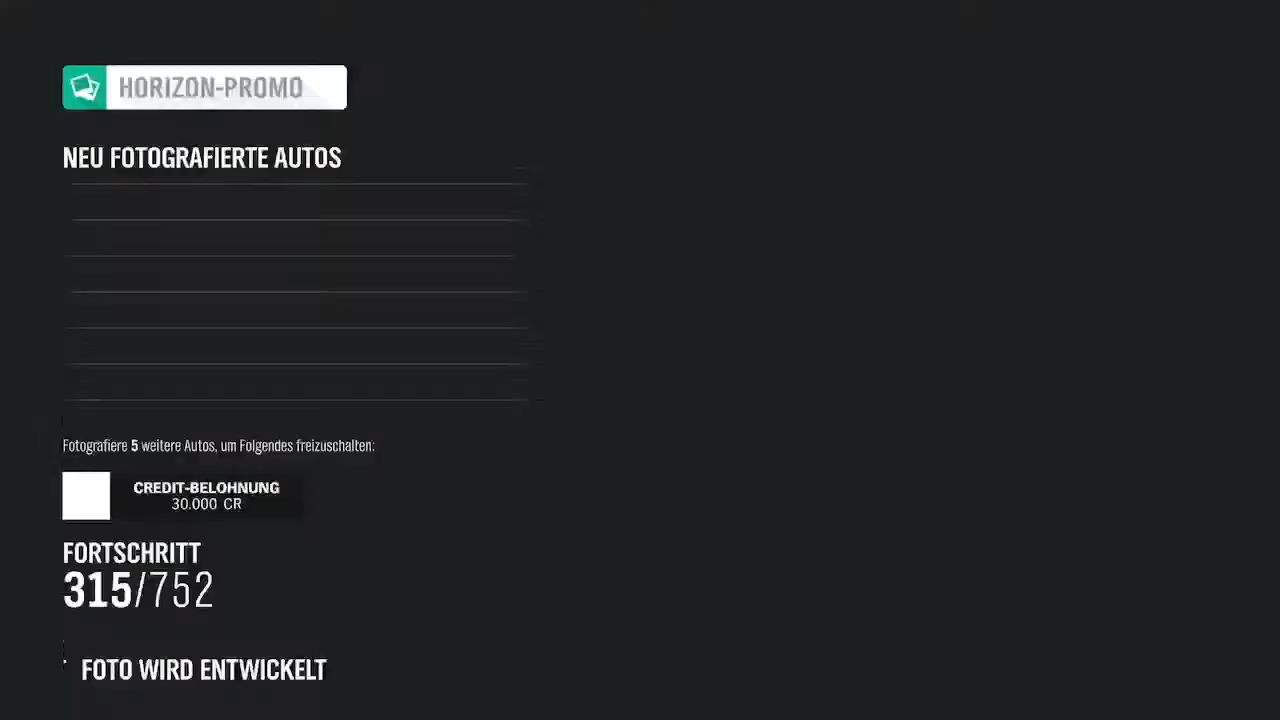 HORIZON-PROMO
NEU FOTOGRAFIERTE AUTOS
Fotografiere 5 weitere Autos, um Folgendes freizuschalten:
CREDIT-BELOHNUNG
30.000 CR
FORTSCHRITT
315/752
FOTO WIRD ENTWICKELT